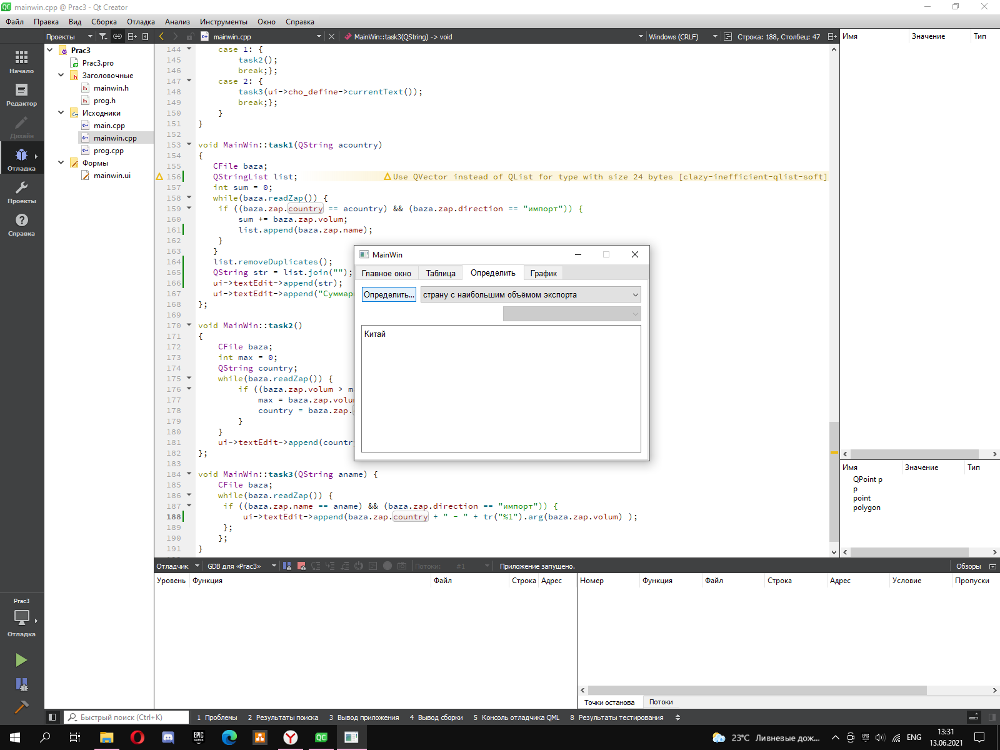 mainwin.cpp @ Prac3 - Qt Creator
Файл Правка Вид Сборка Отладка Анализ Инструменты Окно Справка
Проекты mainwin.cpp MainWin::task3(QString) -> void Windows (CRLF) Строка: 188, Столбец: 47
Имя Значение Тип
Начало
Редактор
Дизайн
Отладка
Проекты
Справка
Prac3
Prac3.pro
Заголовочные
mainwin.h
prog.h
Исходники
main.cpp
mainwin.cpp
prog.cpp
Формы
mainwin.ui
144 case 1: {
145 task2();
146 break;};
147 case 2: {
148 task3(ui->cho_define->currentText());
149 break;};
150 }
151 }
152
153 void MainWin::task1(QString acountry)
154 {
155 CFile baza;
156 QStringList list; Use QVector instead of QList for type with size 24 bytes [clazy-inefficient-qlist-soft]
157 int sum = 0;
158 while(baza.readZap()) {
159 if ((baza.zap.country == acountry) && (baza.zap.direction == "импорт")) {
160 sum += baza.zap.volum;
161 list.append(baza.zap.name);
162 }
163 }
164 list.removeDuplicates();
165 QString str = list.join("");
166 ui->textEdit->append(str);
167 ui->textEdit->append("Суммар
168 };
169
170 void MainWin::task2()
171 {
172 CFile baza;
173 int max = 0;
174 QString country;
175 while(baza.readZap()) {
176 if ((baza.zap.volum > m
177 max = baza.zap.volu
178 country = baza.zap.
179 }
180 }
181 ui->textEdit->append(countr
182 };
183
184 void MainWin::task3(QString aname) {
185 CFile baza;
186 while(baza.readZap()) {
187 if ((baza.zap.name == aname) && (baza.zap.direction == "импорт")) {
188 ui->textEdit->append(baza.zap.country + " - " + tr("%1").arg(baza.zap.volum) );
189 };
190 };
191 }
MainWin
Главное окно Таблица Определить График
Определить... страну с наибольшим объёмом экспорта
Китай
Имя Значение Тип
QPoint p
p
point
polygon
Отладчик GDB для «Prac3» Потоки: #1 Приложение запущено. Обзоры
Уровень Функция Файл Строка Адрес
Номер Функция Файл Строка Адрес Условие Пропуски
Точки останова Потоки
Prac3
Отладка
Быстрый поиск (Ctrl+K) 1 Проблемы 2 Результаты поиска 3 Вывод приложения 4 Вывод сборки 5 Консоль отладчика QML 8 Результаты тестирования
QC EPIC GAMES 23°C Ливневые дож... ENG 13:31
13.06.2021